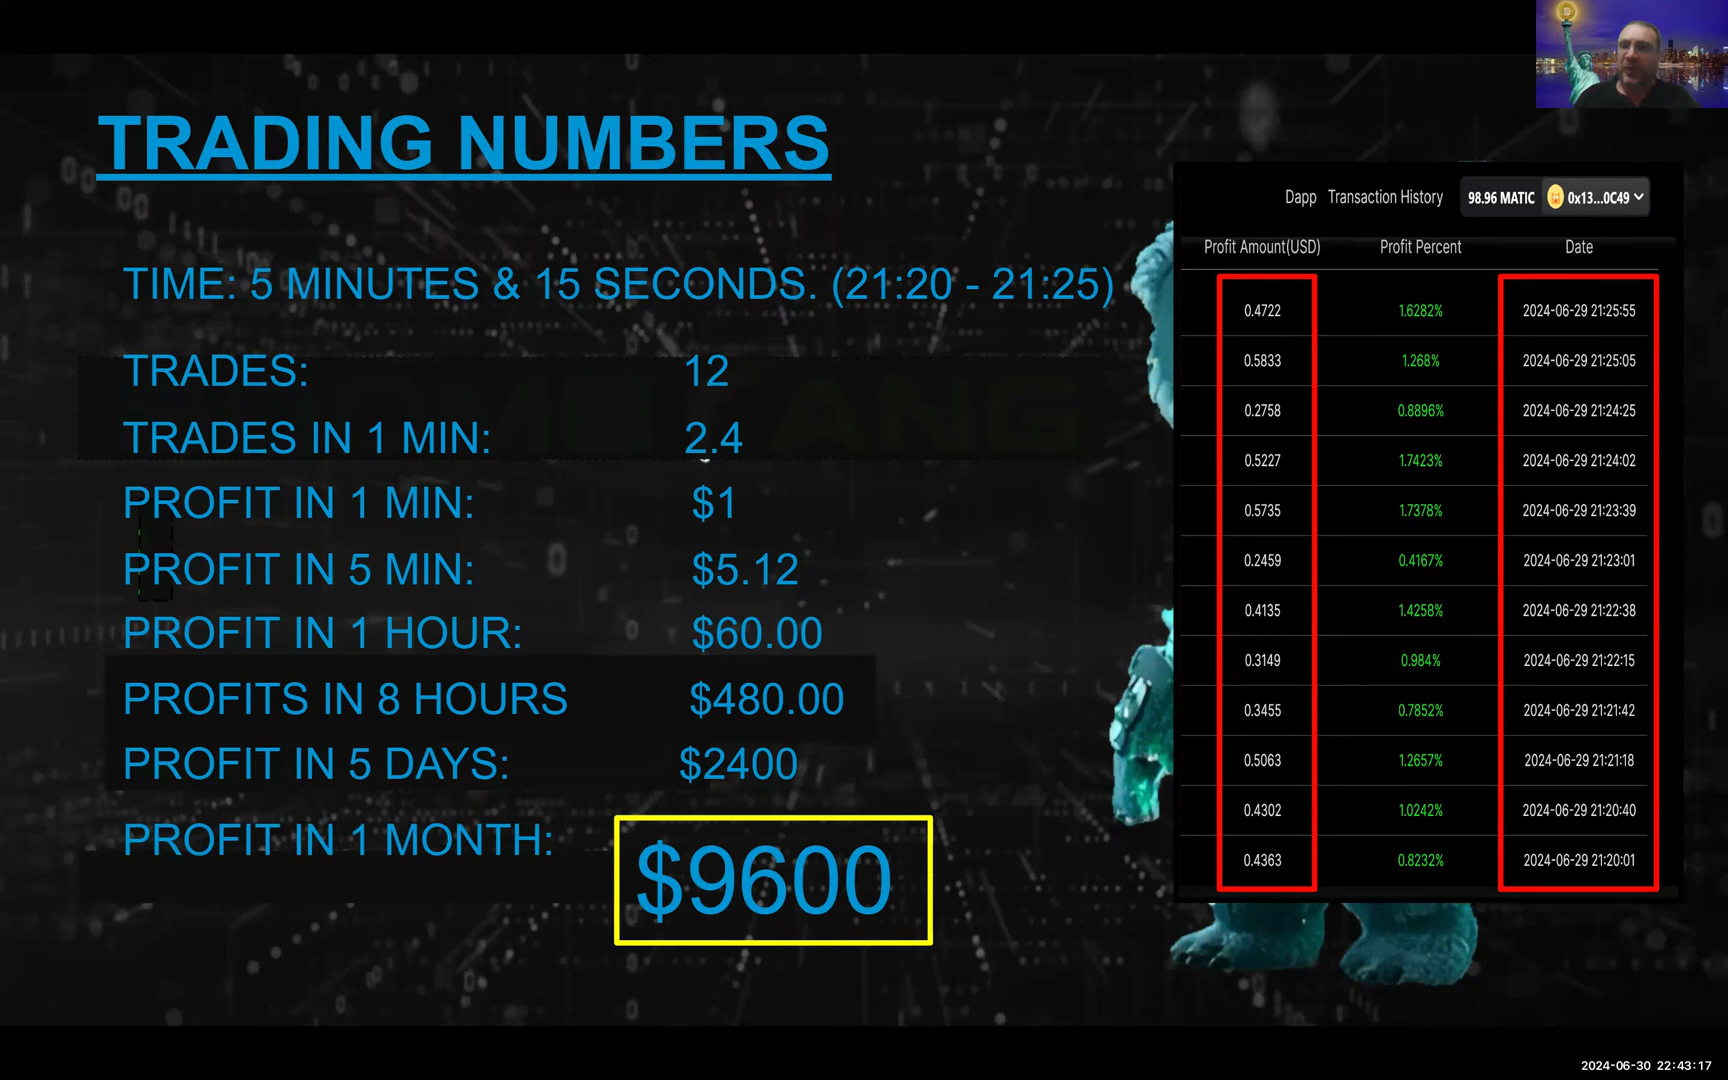 TRADING NUMBERS
TIME: 5 MINUTES & 15 SECONDS. (21:20 - 21:25)
TRADES: 12
TRADES IN 1 MIN: 2.4
PROFIT IN 1 MIN: $1
PROFIT IN 5 MIN: $5.12
PROFIT IN 1 HOUR: $60.00
PROFITS IN 8 HOURS $480.00
PROFIT IN 5 DAYS: $2400
PROFIT IN 1 MONTH: $9600
Dapp Transaction History 98.96 MATIC 0x13...0C49
Profit Amount(USD) Profit Percent Date
0.4722 1.6282% 2024-06-29 21:25:55
0.5833 1.268% 2024-06-29 21:25:05
0.2758 0.8896% 2024-06-29 21:24:25
0.5227 1.7423% 2024-06-29 21:24:02
0.5735 1.7378% 2024-06-29 21:23:39
0.2459 0.4167% 2024-06-29 21:23:01
0.4135 1.4258% 2024-06-29 21:22:38
0.3149 0.984% 2024-06-29 21:22:15
0.3455 0.7852% 2024-06-29 21:21:42
0.5063 1.2657% 2024-06-29 21:21:18
0.4302 1.0242% 2024-06-29 21:20:40
0.4363 0.8232% 2024-06-29 21:20:01
2024-06-30 22:43:17